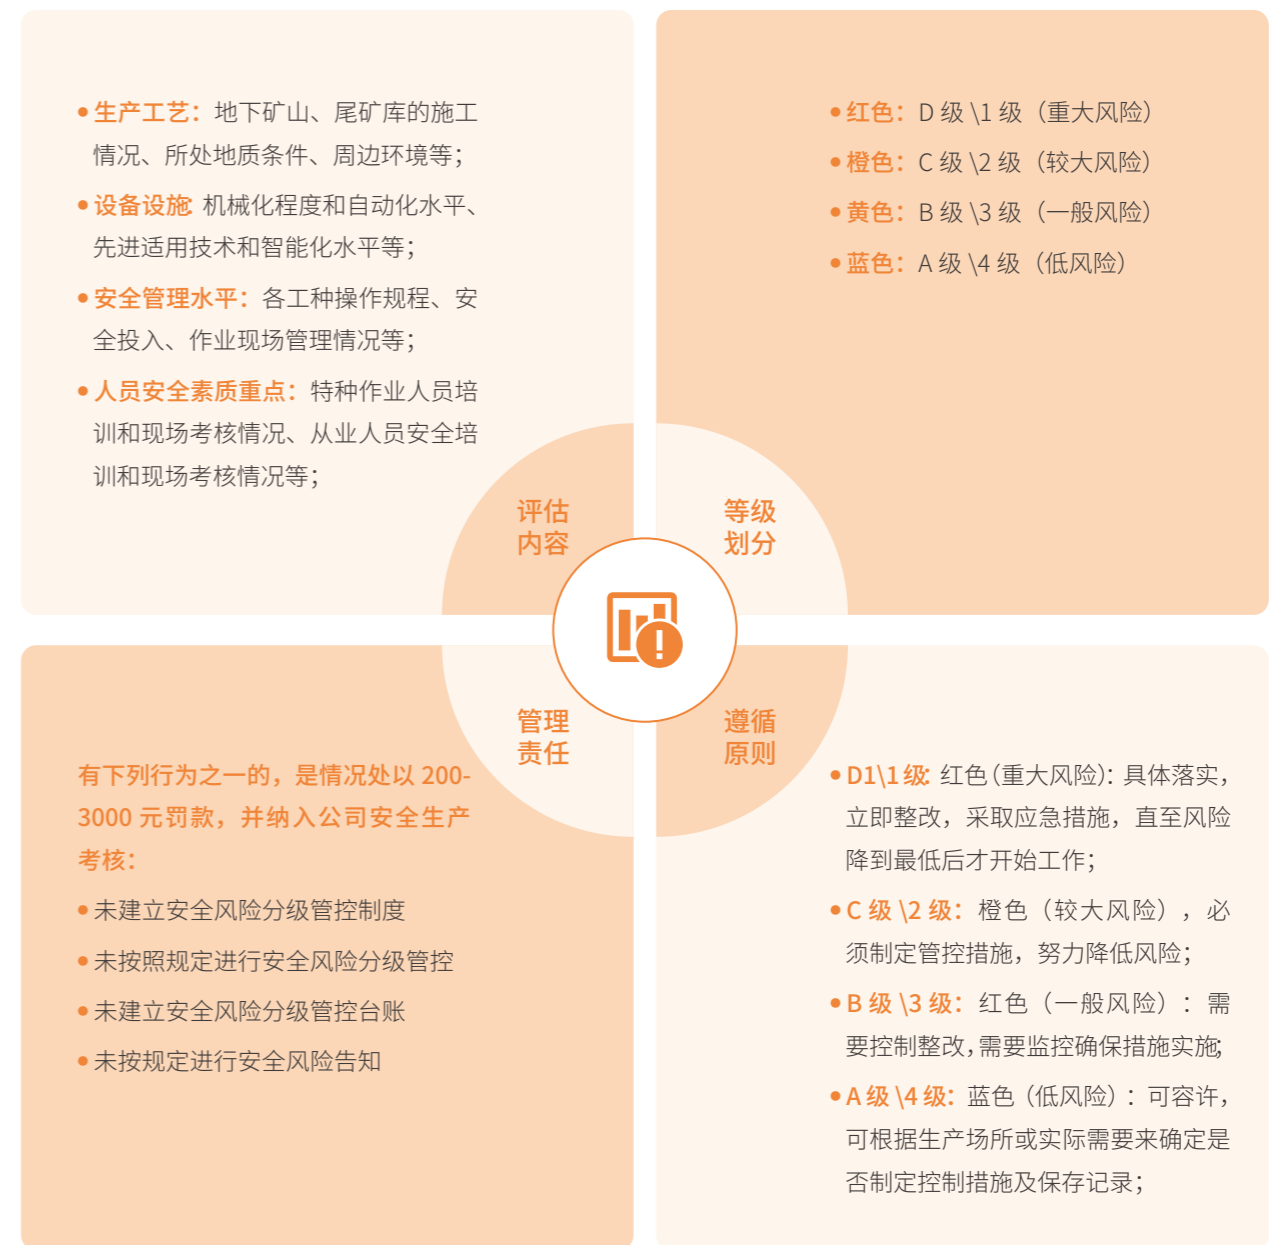 生产工艺：地下矿山、尾矿库的施工
情况、所处地质条件、周边环境等；
设备设施：机械化程度和自动化水平、
先进适用技术和智能化水平等；
安全管理水平：各工种操作规程、安
全投入、作业现场管理情况等；
人员安全素质重点：特种作业人员培
训和现场考核情况、从业人员安全培
训和现场考核情况等；
评估
内容
红色：D 级 \1 级（重大风险）
橙色：C 级 \2 级（较大风险）
黄色：B 级 \3 级（一般风险）
蓝色：A 级 \4 级（低风险）
等级
划分
管理
责任
有下列行为之一的，是情况处以 200-
3000 元罚款，并纳入公司安全生产
考核：
未建立安全风险分级管控制度
未按照规定进行安全风险分级管控
未建立安全风险分级管控台账
未按规定进行安全风险告知
遵循
原则
D1\1 级：红色（重大风险）：具体落实，
立即整改，采取应急措施，直至风险
降到最低后才开始工作；
C 级 \2 级：橙色（较大风险），必
须制定管控措施，努力降低风险；
B 级 \3 级：红色（一般风险）：需
要控制整改，需要监控确保措施实施；
A 级 \4 级：蓝色（低风险）：可容许，
可根据生产场所或实际需要来确定是
否制定控制措施及保存记录；